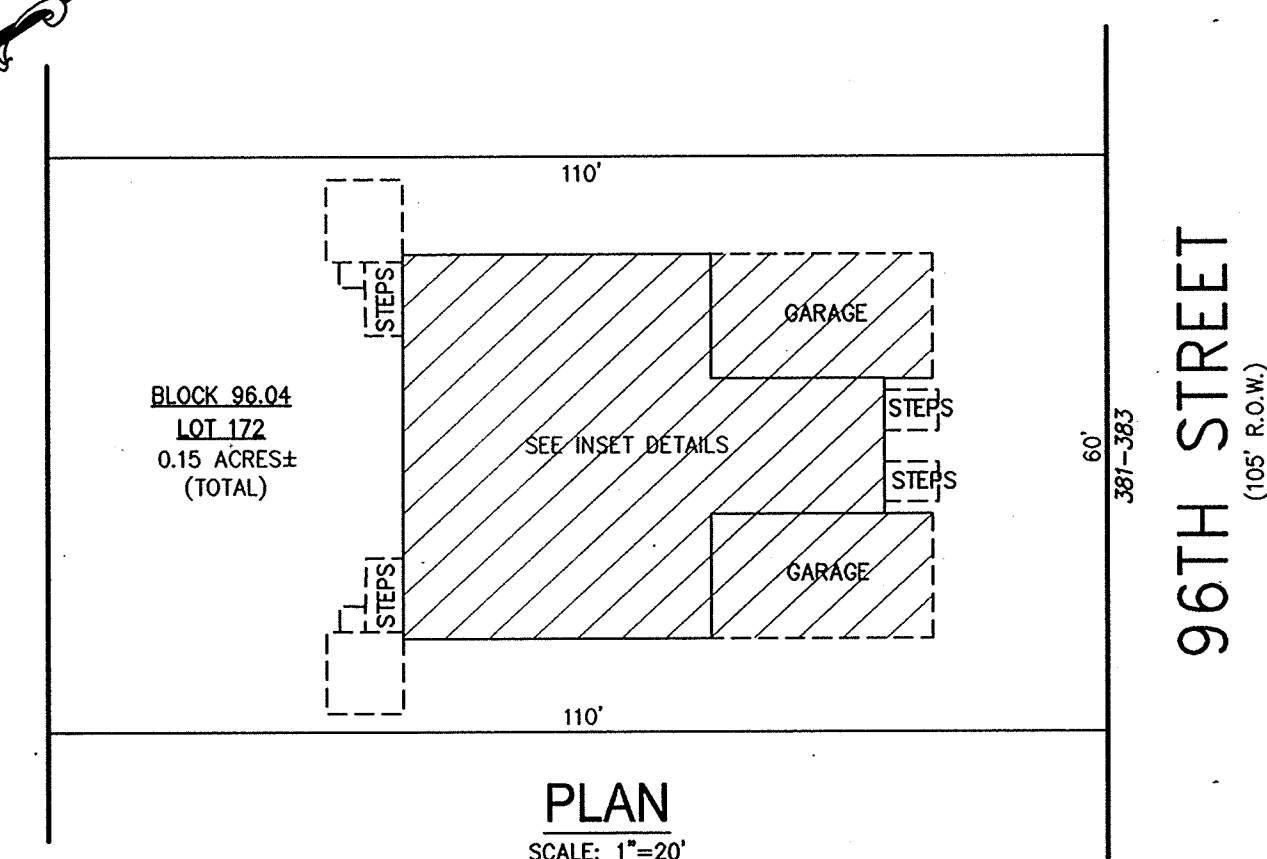 110'
STEPS
GARAGE
BLOCK 96.04
LOT 172
0.15 ACRES±
(TOTAL)
SEE INSET DETAILS
STEPS
STEPS
60'
381-383
96TH STREET
(105' R.O.W.)
STEPS
GARAGE
110'
PLAN
SCALE: 1"=20'